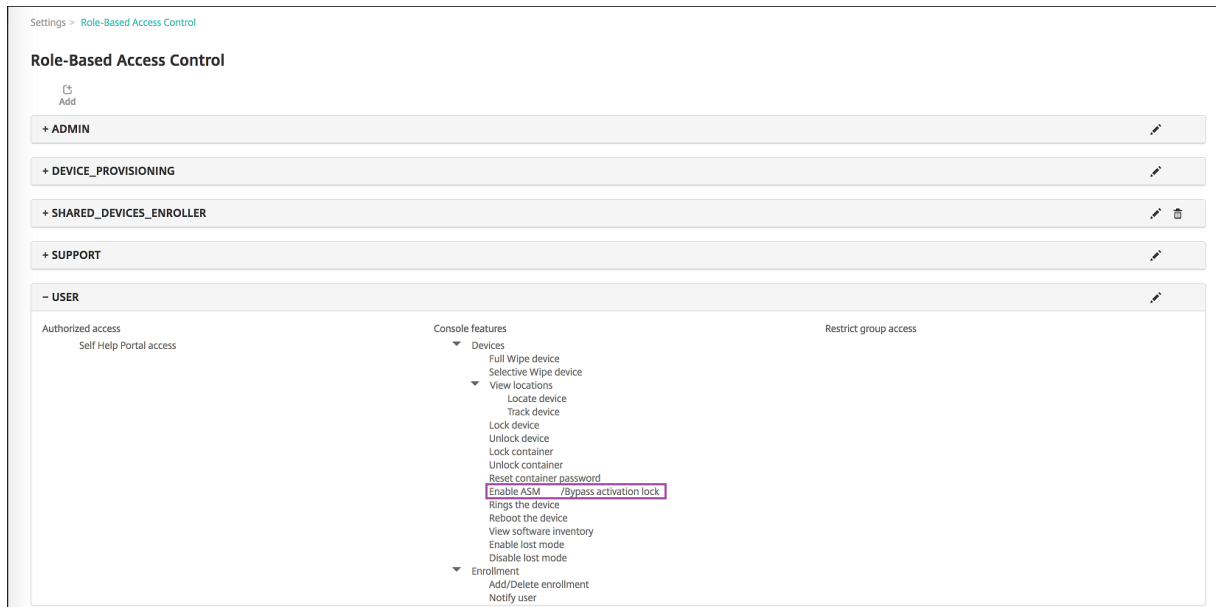 Settings > Role-Based Access Control
Role-Based Access Control
Add
+ ADMIN
+ DEVICE_PROVISIONING
+ SHARED_DEVICES_ENROLLER
+ SUPPORT
− USER
Authorized access
Self Help Portal access
Console features
Devices
Full Wipe device
Selective Wipe device
View locations
Locate device
Track device
Lock device
Unlock device
Lock container
Unlock container
Reset container password
Enable ASM /Bypass activation lock
Rings the device
Reboot the device
View software inventory
Enable lost mode
Disable lost mode
Enrollment
Add/Delete enrollment
Notify user
Restrict group access